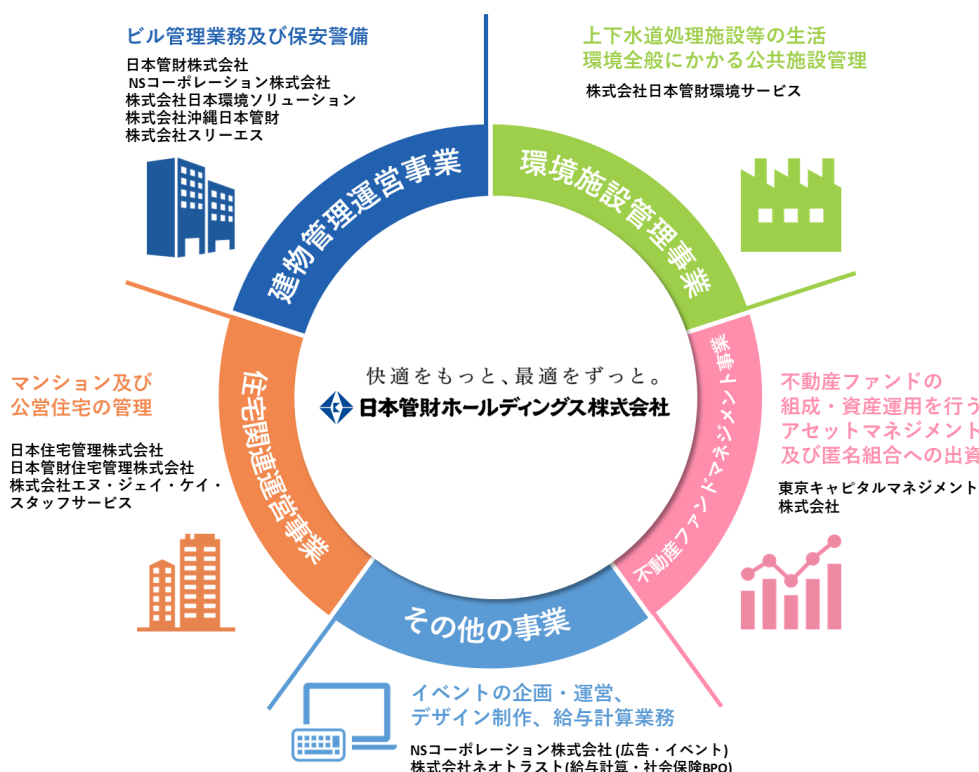 ビル管理業務及び保安警備
日本管財株式会社
NSコーポレーション株式会社
株式会社日本環境ソリューション
株式会社沖縄日本管財
株式会社スリーエス
上下水道処理施設等の生活
環境全般にかかる公共施設管理
株式会社日本管財環境サービス
建物管理運営事業
環境施設管理事業
快適をもっと、最適をずっと。
日本管財ホールディングス株式会社
マンション及び
公営住宅の管理
日本住宅管理株式会社
日本管財住宅管理株式会社
株式会社エヌ・ジェイ・ケイ・
スタッフサービス
住宅関連運営事業
不動産ファンドマネジメント事業
不動産ファンドの
組成・資産運用を行う
アセットマネジメント
及び匿名組合への出資
東京キャピタルマネジメント
株式会社
その他の事業
イベントの企画・運営、
デザイン制作、給与計算業務
NSコーポレーション株式会社 (広告・イベント)
株式会社ネオトラスト(給与計算・社会保険BPO)